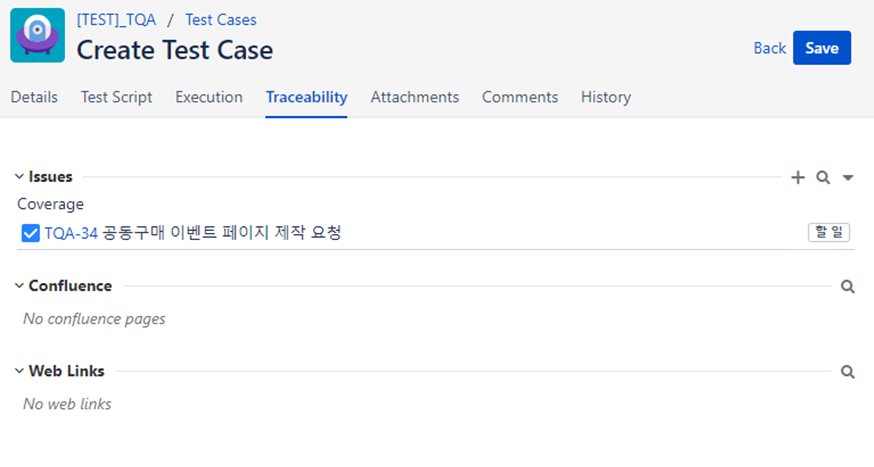 [TEST]_TQA / Test Cases
Create Test Case
Back Save
Details Test Script Execution Traceability Attachments Comments History
Issues
Coverage
TQA-34 공동구매 이벤트 페이지 제작 요청 할 일
Confluence
No confluence pages
Web Links
No web links